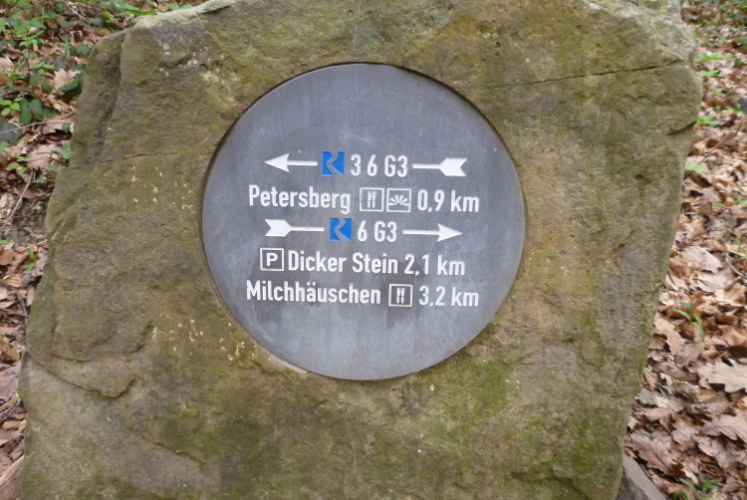 3 6 G3
Petersberg 0,9 km
6 G3
P Dicker Stein 2,1 km
Milchhäuschen 3,2 km